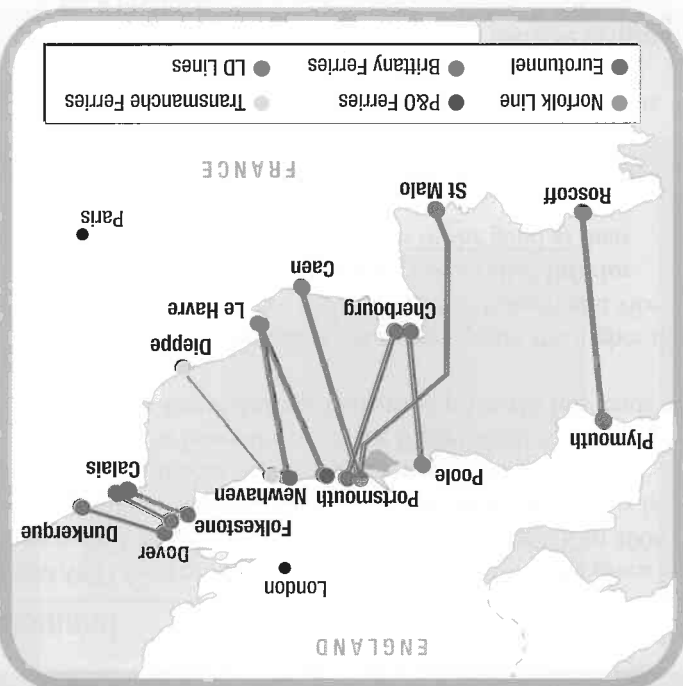 ENGLAND
London
Dover
Folkestone
Dunkerque
Calais
Newhaven
Portsmouth
Poole
Plymouth
Dieppe
Cherbourg
Le Havre
Caen
Paris
St Malo
Roscoff
FRANCE
Norfolk Line P&O Ferries Transmanche Ferries
Eurotunnel Brittany Ferries LD Lines